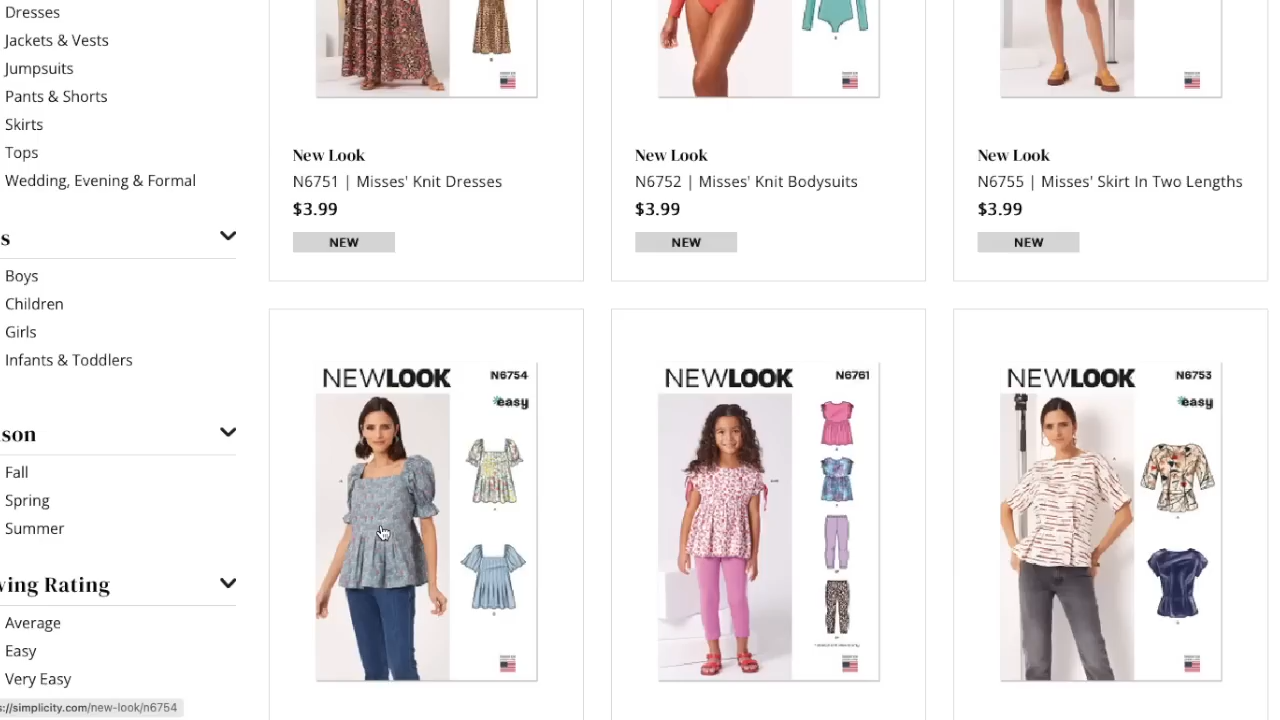 Dresses
Jackets & Vests
Jumpsuits
Pants & Shorts
Skirts
Tops
Wedding, Evening & Formal
s
Boys
Children
Girls
Infants & Toddlers
son
Fall
Spring
Summer
ving Rating
Average
Easy
Very Easy
s://simplicity.com/new-look/n6754
New Look
N6751 | Misses' Knit Dresses
$3.99
NEW
New Look
N6752 | Misses' Knit Bodysuits
$3.99
NEW
New Look
N6755 | Misses' Skirt In Two Lengths
$3.99
NEW
NEWLOOK N6754
easy
NEWLOOK N6761
NEWLOOK N6753
easy